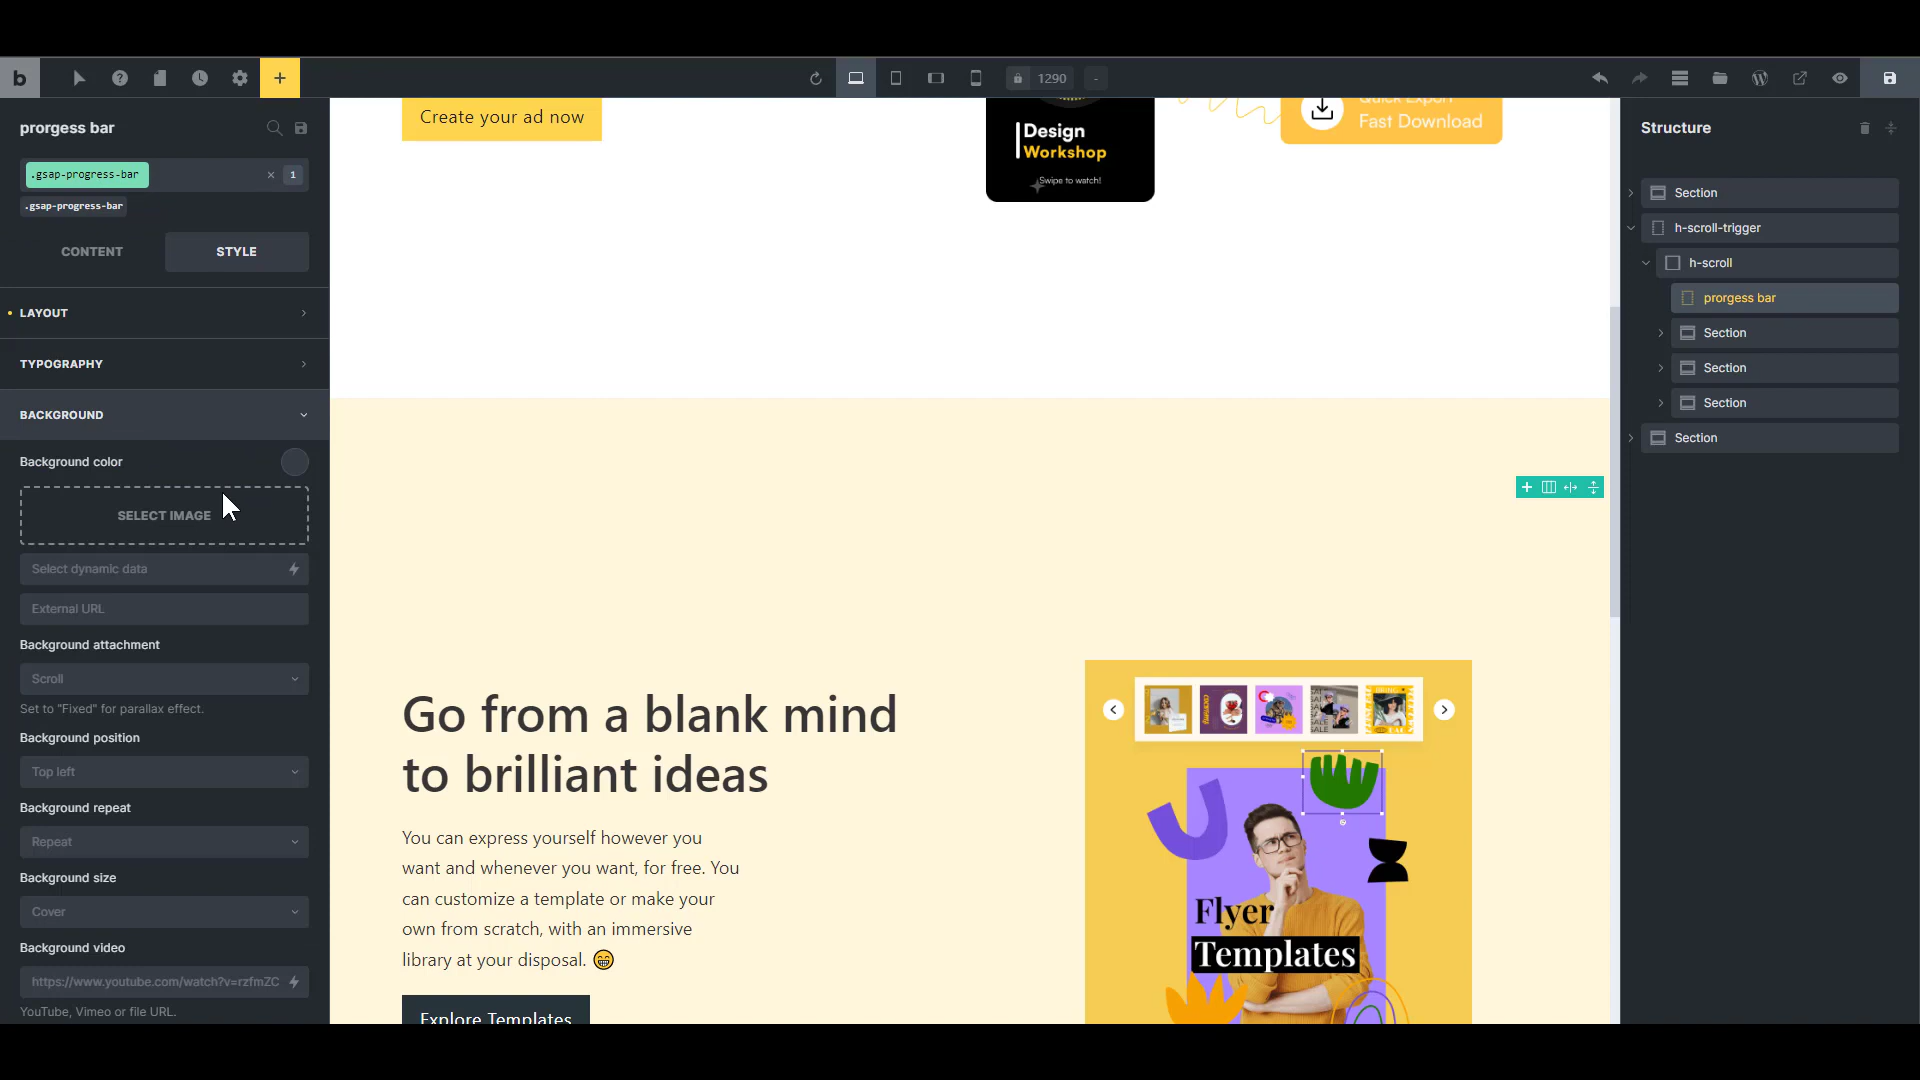 b
1290
-
prorgess bar
.gsap-progress-bar
× 1
.gsap-progress-bar
CONTENT
STYLE
LAYOUT
TYPOGRAPHY
BACKGROUND
Background color
SELECT IMAGE
Select dynamic data
External URL
Background attachment
Scroll
Set to "Fixed" for parallax effect.
Background position
Top left
Background repeat
Repeat
Background size
Cover
Background video
https://www.youtube.com/watch?v=rzfmZC
YouTube, Vimeo or file URL.
Create your ad now
Design
Workshop
Swipe to watch!
Quick Export
Fast Download
Go from a blank mind
to brilliant ideas
You can express yourself however you
want and whenever you want, for free. You
can customize a template or make your
own from scratch, with an immersive
library at your disposal. 😁
Explore Templates
Flyer
Templates
Structure
Section
h-scroll-trigger
h-scroll
prorgess bar
Section
Section
Section
Section